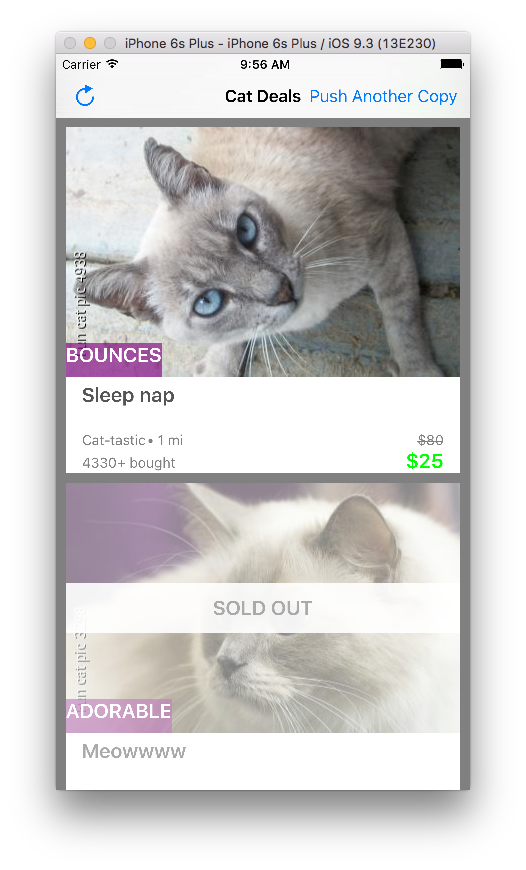 iPhone 6s Plus - iPhone 6s Plus / iOS 9.3 (13E230)
Carrier 9:56 AM
Cat Deals Push Another Copy
cat pic 4938
BOUNCES
Sleep nap
Cat-tastic • 1 mi $80
4330+ bought $25
SOLD OUT
cat pic
ADORABLE
Meowwww